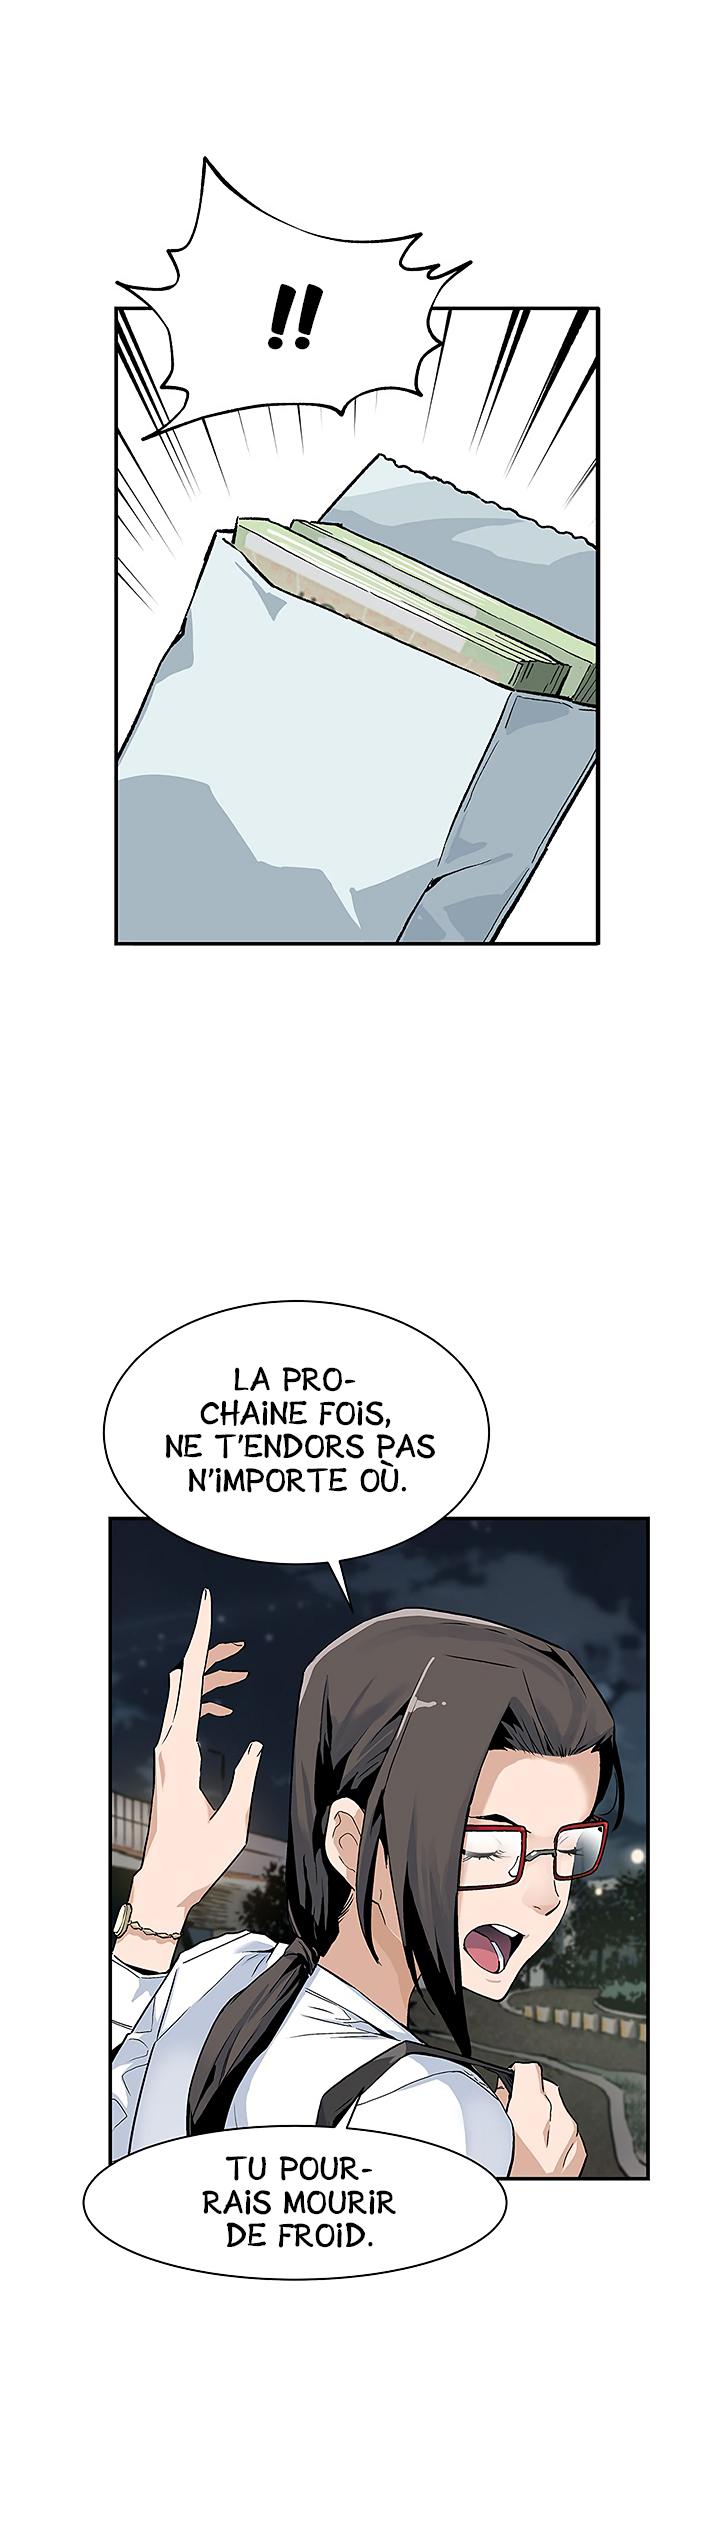 !!
LA PRO-
CHAINE FOIS,
NE T'ENDORS PAS
N'IMPORTE OÙ.
TU POUR-
RAIS MOURIR
DE FROID.